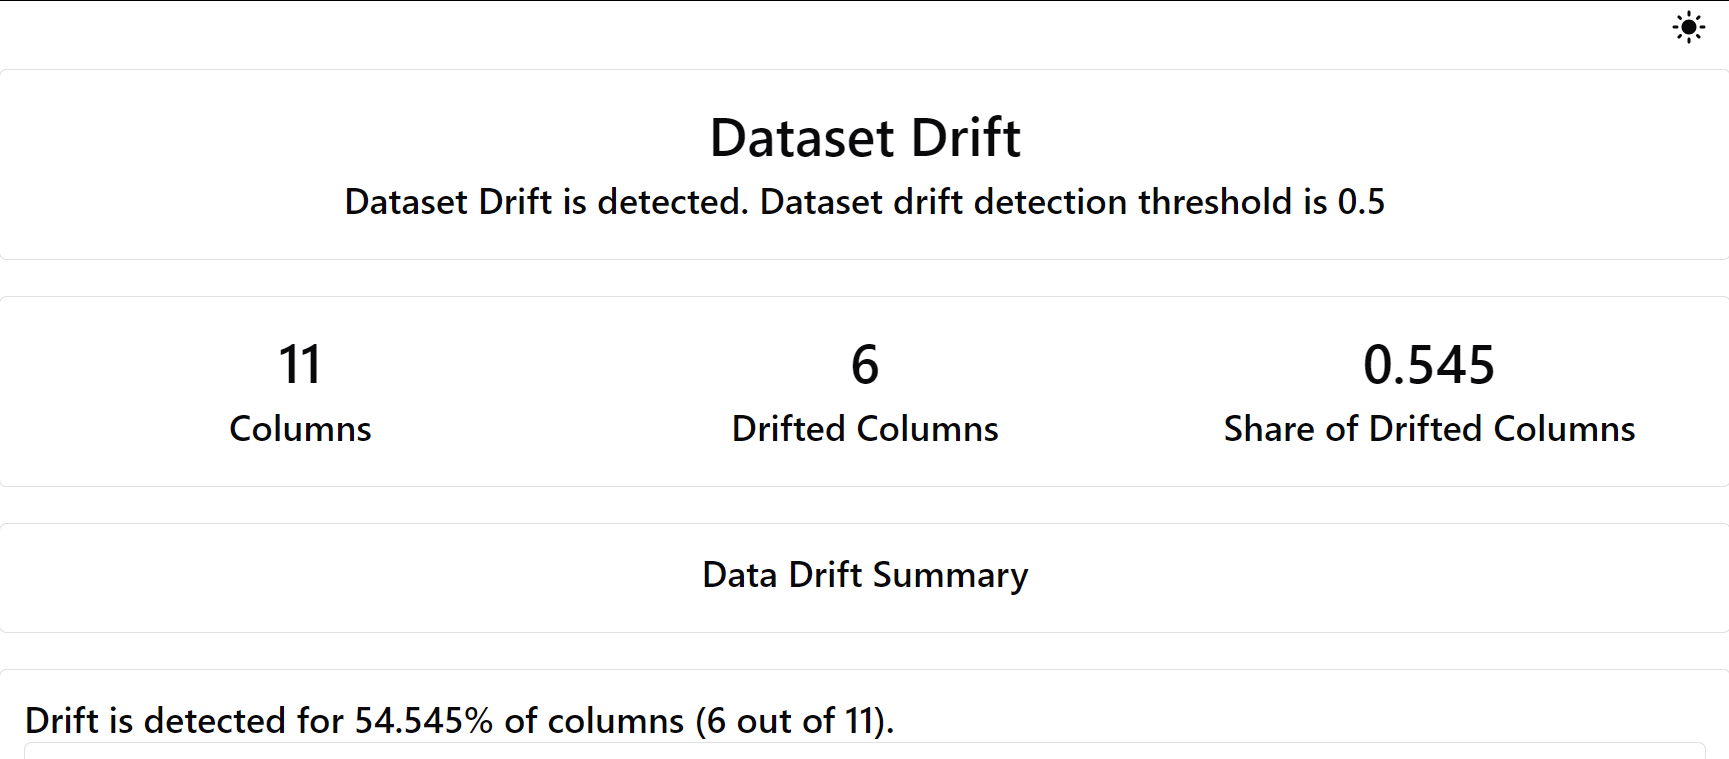 Dataset Drift
Dataset Drift is detected. Dataset drift detection threshold is 0.5
11
Columns
6
Drifted Columns
0.545
Share of Drifted Columns
Data Drift Summary
Drift is detected for 54.545% of columns (6 out of 11).